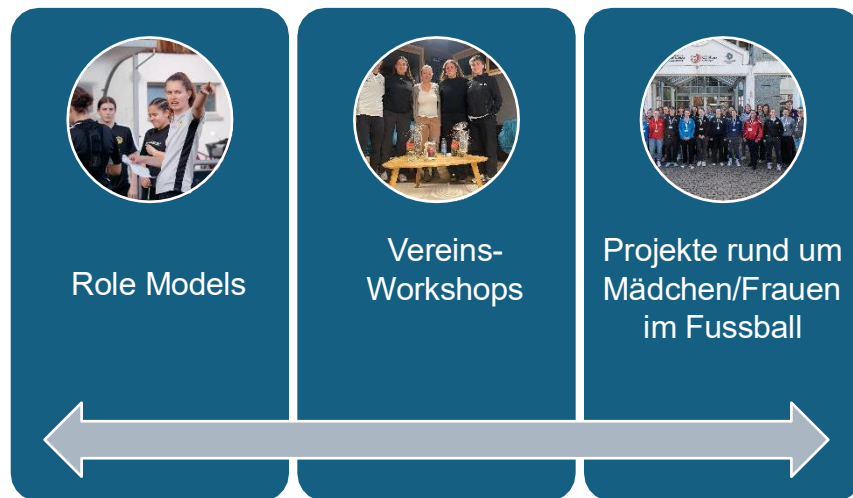 Role Models
Vereins-
Workshops
Projekte rund um
Mädchen/Frauen
im Fussball